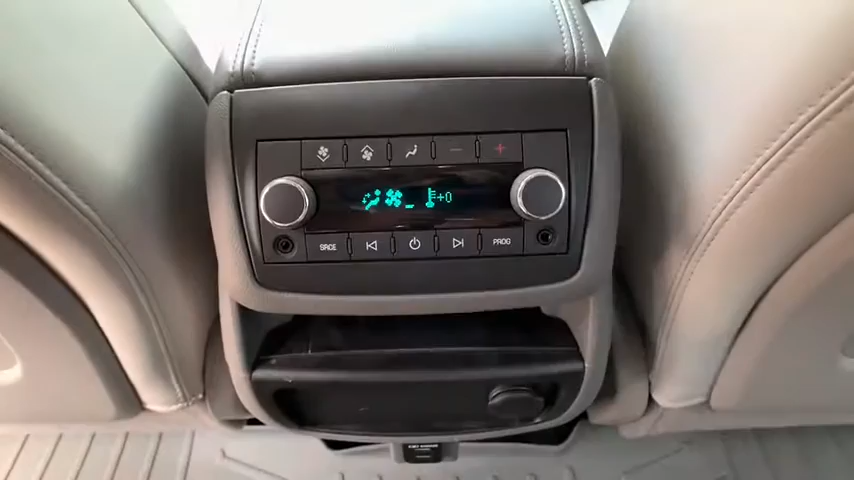 − +
+0
SRCE PROG